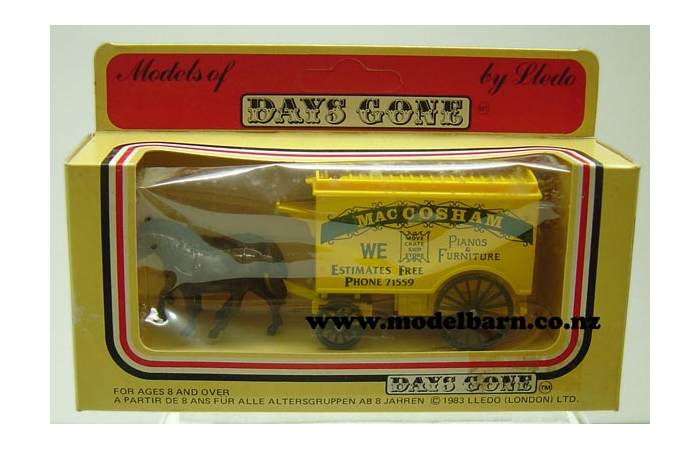 Models of by Lledo
DAYS GONE
MACCOSHAM
WE MOVE CRATE SHIP STORE PIANOS & FURNITURE
ESTIMATES FREE
PHONE 71559
www.modelbarn.co.nz
DAYS GONE TM
FOR AGES 8 AND OVER
A PARTIR DE 8 ANS FÜR ALLE ALTERSGRUPPEN AB 8 JAHREN © 1983 LLEDO (LONDON) LTD.